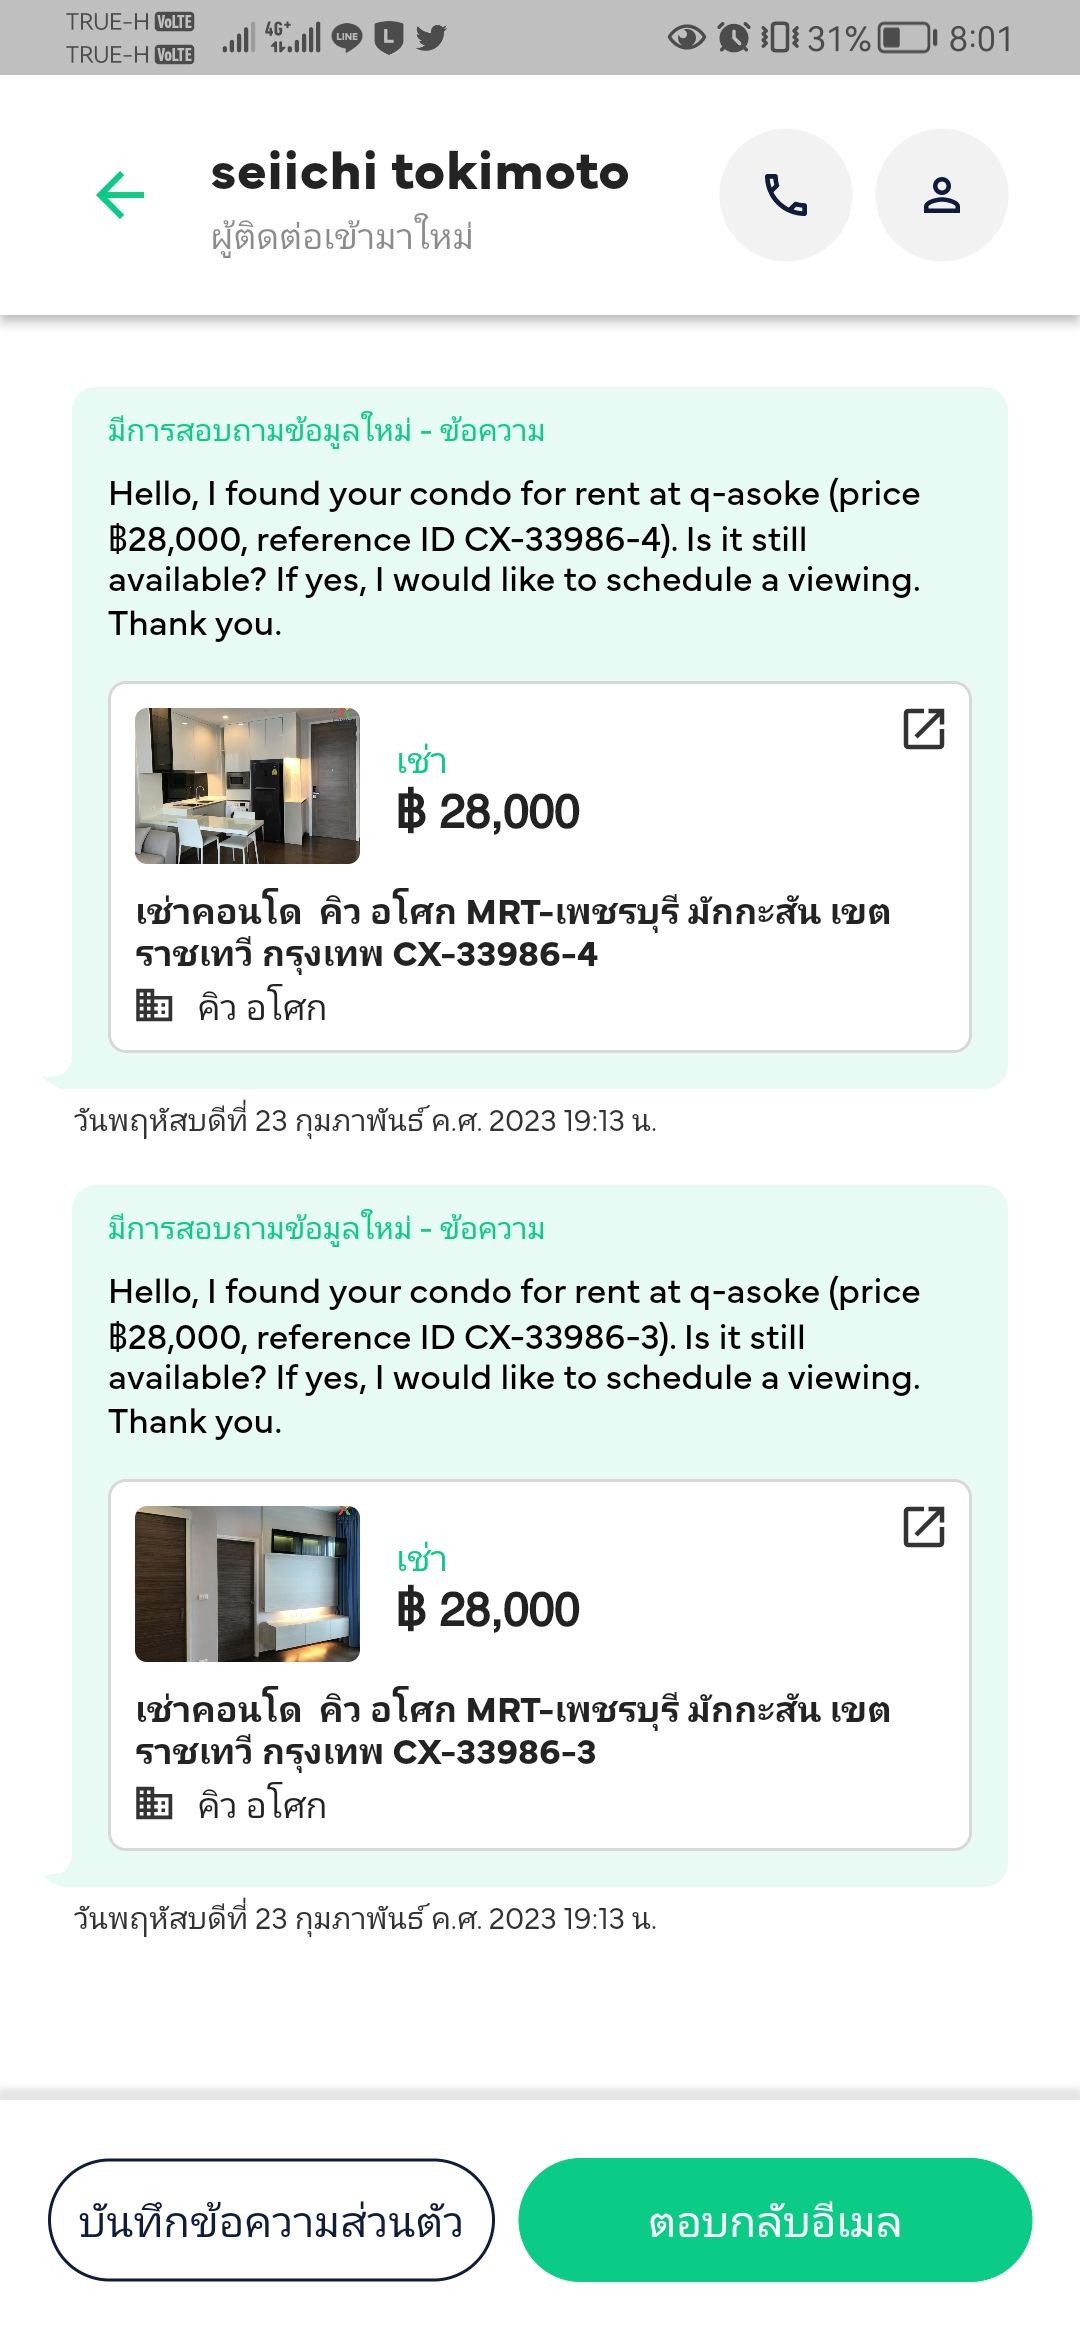 TRUE-H VoLTE
TRUE-H VoLTE
4G+
LINE
L
31%
8:01
seiichi tokimoto
ผู้ติดต่อเข้ามาใหม่
มีการสอบถามข้อมูลใหม่ - ข้อความ
Hello, I found your condo for rent at q-asoke (price
฿28,000, reference ID CX-33986-4). Is it still
available? If yes, I would like to schedule a viewing.
Thank you.
เช่า
฿ 28,000
เช่าคอนโด  คิว อโศก MRT-เพชรบุรี มักกะสัน เขต
ราชเทวี กรุงเทพ CX-33986-4
คิว อโศก
วันพฤหัสบดีที่ 23 กุมภาพันธ์ ค.ศ. 2023 19:13 น.
มีการสอบถามข้อมูลใหม่ - ข้อความ
Hello, I found your condo for rent at q-asoke (price
฿28,000, reference ID CX-33986-3). Is it still
available? If yes, I would like to schedule a viewing.
Thank you.
เช่า
฿ 28,000
เช่าคอนโด  คิว อโศก MRT-เพชรบุรี มักกะสัน เขต
ราชเทวี กรุงเทพ CX-33986-3
คิว อโศก
วันพฤหัสบดีที่ 23 กุมภาพันธ์ ค.ศ. 2023 19:13 น.
บันทึกข้อความส่วนตัว
ตอบกลับอีเมล